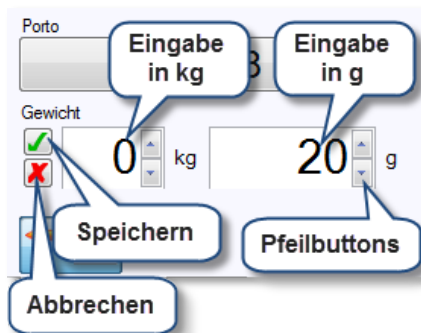 Porto
Eingabe
in kg
Eingabe
in g
Gewicht
0 kg 20 g
Speichern
Pfeilbuttons
Abbrechen